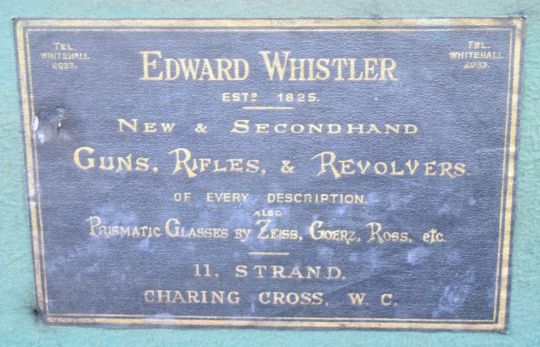 TEL.
WHITEHALL
2033.
TEL.
WHITEHALL
2033.
EDWARD WHISTLER
ESTD 1825.
NEW & SECONDHAND
GUNS, RIFLES, & REVOLVERS.
OF EVERY DESCRIPTION.
ALSO
PRISMATIC GLASSES BY ZEISS, GOERZ, ROSS, etc.
11, STRAND.
CHARING CROSS, W. C.